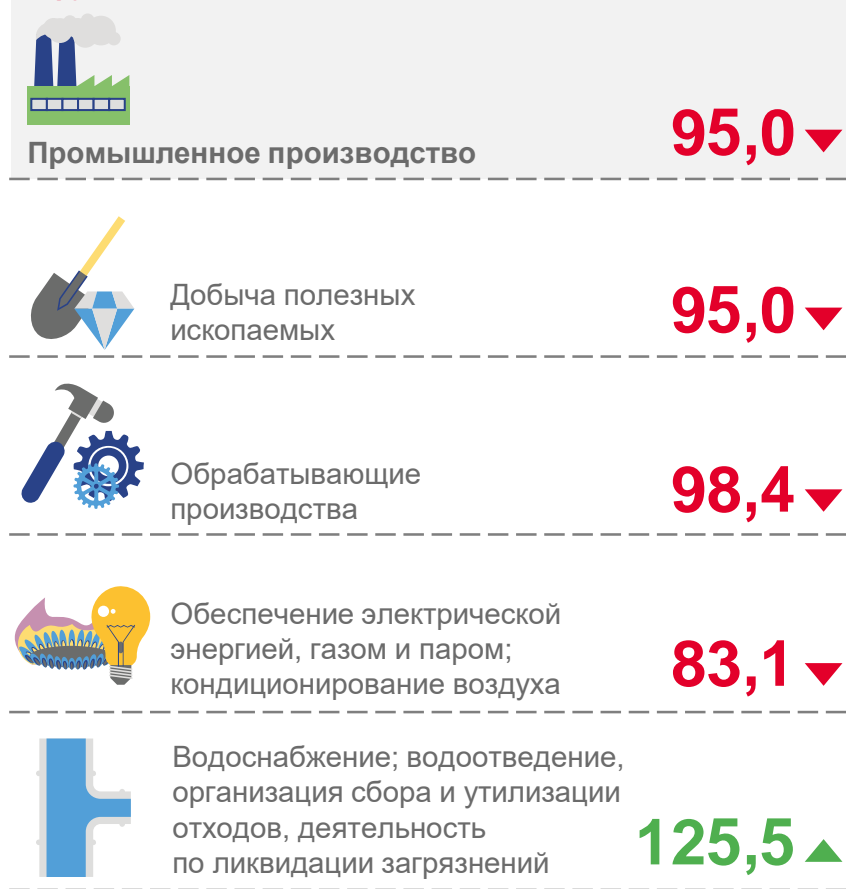 Промышленное производство
95,0
Добыча полезных
ископаемых
95,0
Обрабатывающие
производства
98,4
Обеспечение электрической
энергией, газом и паром;
кондиционирование воздуха
83,1
Водоснабжение; водоотведение,
организация сбора и утилизации
отходов, деятельность
по ликвидации загрязнений
125,5